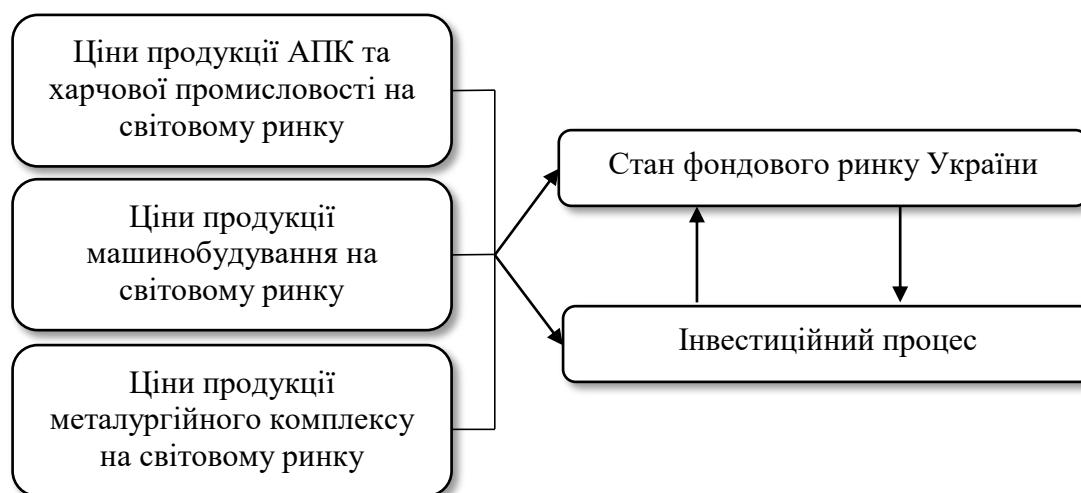 Ціни продукції АПК та
харчової промисловості на
світовому ринку
Ціни продукції
машинобудування на
світовому ринку
Ціни продукції
металургійного комплексу
на світовому ринку
Стан фондового ринку України
Інвестиційний процес